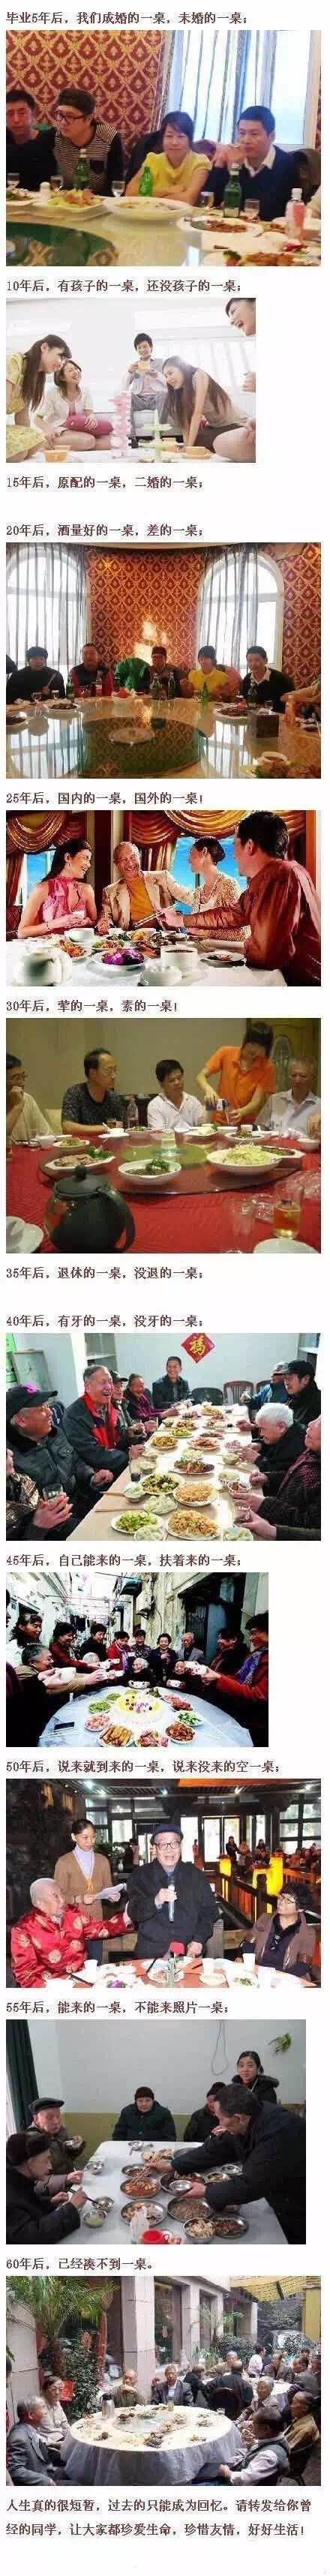 毕业5年后，我们成婚的一桌，未婚的一桌；
10年后，有孩子的一桌，还没孩子的一桌；
15年后，原配的一桌，二婚的一桌；
20年后，酒量好的一桌，差的一桌；
25年后，国内的一桌，国外的一桌！
30年后，荤的一桌，素的一桌！
35年后，退休的一桌，没退的一桌；
40年后，有牙的一桌，没牙的一桌；
福
45年后，自己能来的一桌，扶着来的一桌；
50年后，说来就到来的一桌，说来没来的空一桌；
55年后，能来的一桌，不能来照片一桌；
60年后，已经凑不到一桌。
人生真的很短暂，过去的只能成为回忆。请转发给你曾
经的同学，让大家都珍爱生命，珍惜友情，好好生活！